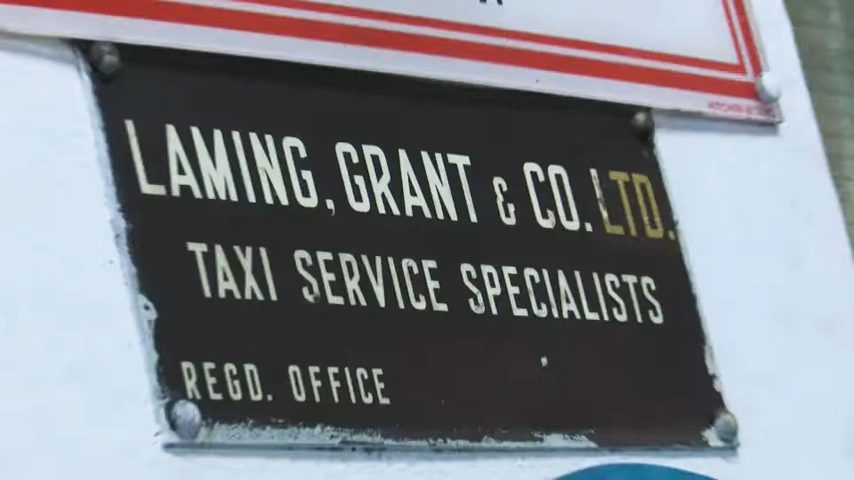 LAMING, GRANT & CO. LTD.
TAXI SERVICE SPECIALISTS
REGD. OFFICE